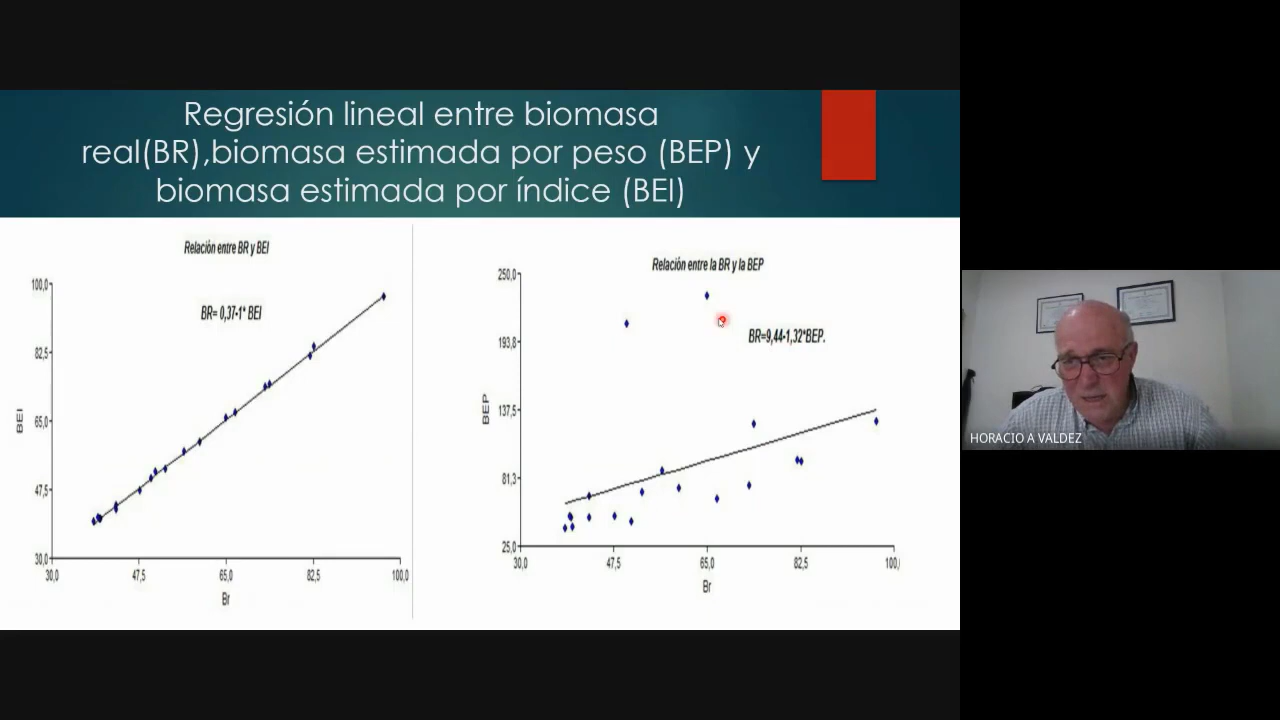 Regresión lineal entre biomasa
real(BR),biomasa estimada por peso (BEP) y
biomasa estimada por índice (BEI)
Relación entre BR y BEI
BR= 0,37+1* BEI
100,0
82,5
65,0
47,5
30,0
BEI
30,0 47,5 65,0 82,5 100,0
Br
Relación entre la BR y la BEP
BR=9,44+1,32*BEP.
250,0
193,8
137,5
81,3
25,0
BEP
30,0 47,5 65,0 82,5 100,
Br
HORACIO A VALDEZ